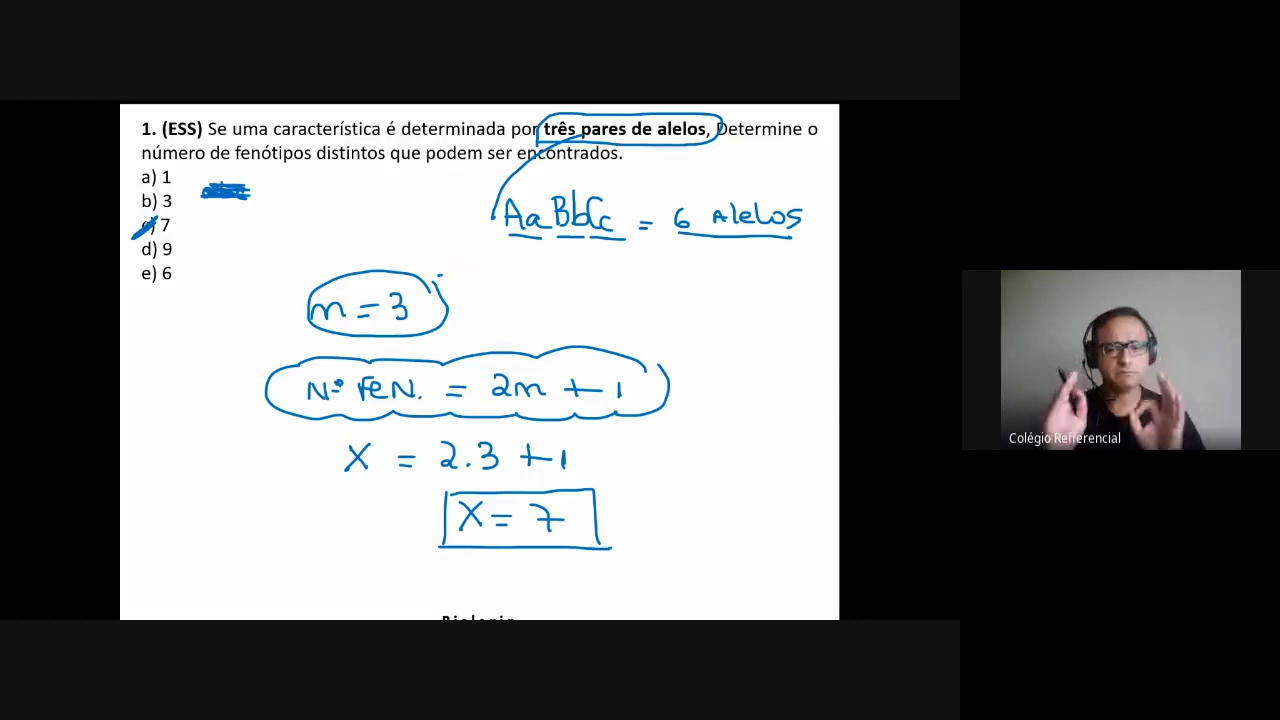 1. (ESS) Se uma característica é determinada por três pares de alelos, Determine o
número de fenótipos distintos que podem ser encontrados.
a) 1
b) 3
c) 7
d) 9
e) 6
AaBbCc = 6 Alelos
n = 3
Nº FeN. = 2n + 1
X = 2.3 + 1
X = 7
Biologia
Colégio Refferencial